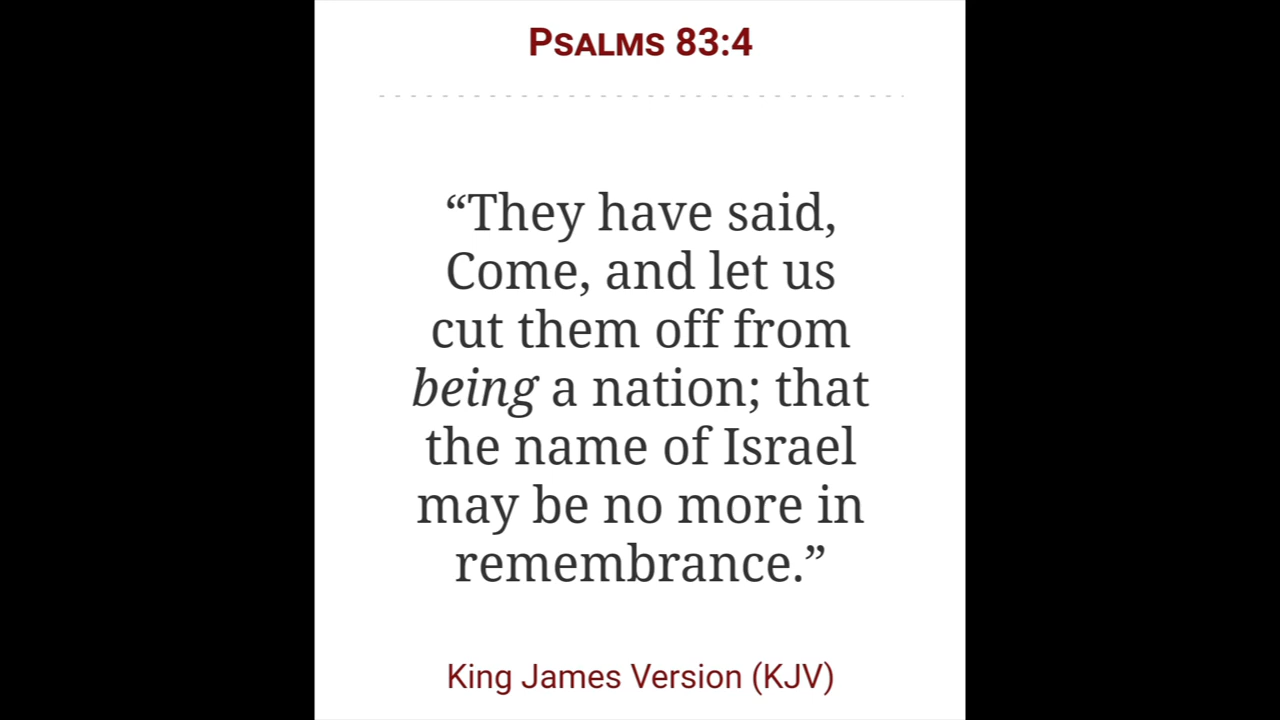 Psalms 83:4
“They have said,
Come, and let us
cut them off from
being a nation; that
the name of Israel
may be no more in
remembrance.”
King James Version (KJV)